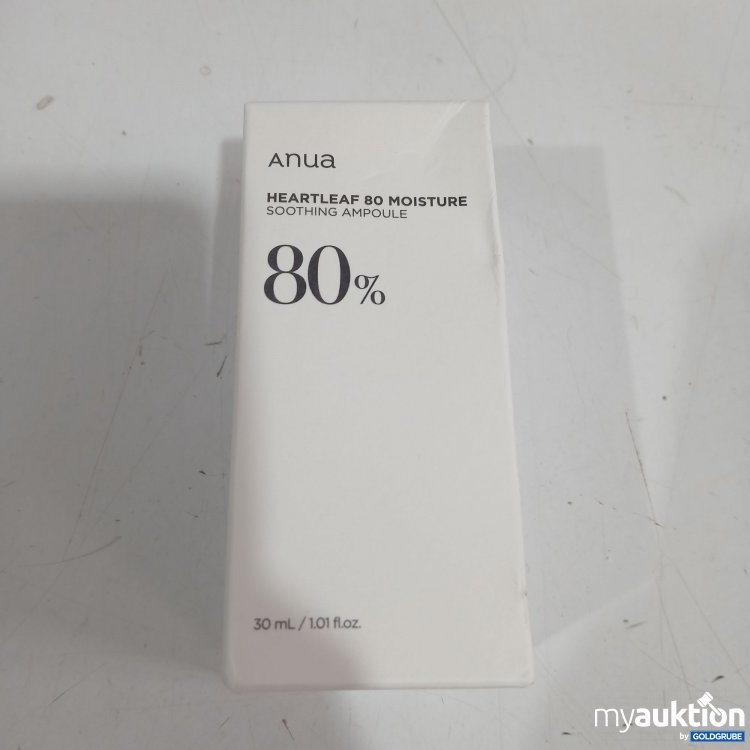 Anua
HEARTLEAF 80 MOISTURE
SOOTHING AMPOULE
80%
30 mL / 1.01 fl.oz.
myauktion
by GOLDGRUBE